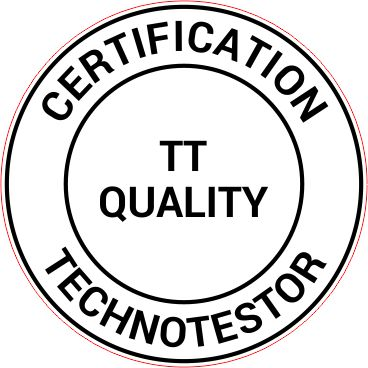 CERTIFICATION
TT
QUALITY
TECHNOTESTOR